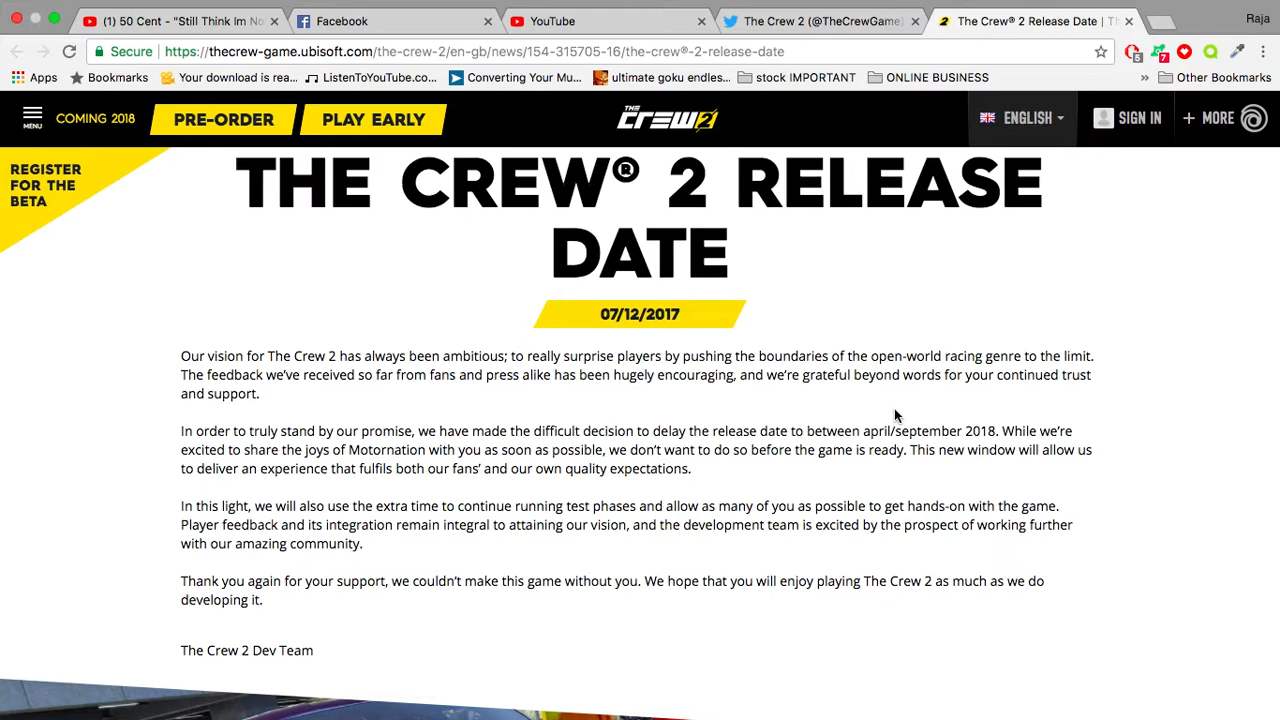 (1) 50 Cent - "Still Think Im No
Facebook
YouTube
The Crew 2 (@TheCrewGame)
The Crew® 2 Release Date | Th
Raja
Secure
https://thecrew-game.ubisoft.com/the-crew-2/en-gb/news/154-315705-16/the-crew®-2-release-date
5
7
Apps
Bookmarks
Your download is rea...
ListenToYouTube.co...
Converting Your Mu...
ultimate goku endles...
stock IMPORTANT
ONLINE BUSINESS
»
Other Bookmarks
MENU
COMING 2018
PRE-ORDER
PLAY EARLY
THE CREW 2
ENGLISH
SIGN IN
+ MORE
REGISTER
FOR THE
BETA
THE CREW® 2 RELEASE
DATE
07/12/2017
Our vision for The Crew 2 has always been ambitious; to really surprise players by pushing the boundaries of the open-world racing genre to the limit.
The feedback we've received so far from fans and press alike has been hugely encouraging, and we're grateful beyond words for your continued trust
and support.
In order to truly stand by our promise, we have made the difficult decision to delay the release date to between april/september 2018. While we're
excited to share the joys of Motornation with you as soon as possible, we don't want to do so before the game is ready. This new window will allow us
to deliver an experience that fulfils both our fans' and our own quality expectations.
In this light, we will also use the extra time to continue running test phases and allow as many of you as possible to get hands-on with the game.
Player feedback and its integration remain integral to attaining our vision, and the development team is excited by the prospect of working further
with our amazing community.
Thank you again for your support, we couldn't make this game without you. We hope that you will enjoy playing The Crew 2 as much as we do
developing it.
The Crew 2 Dev Team